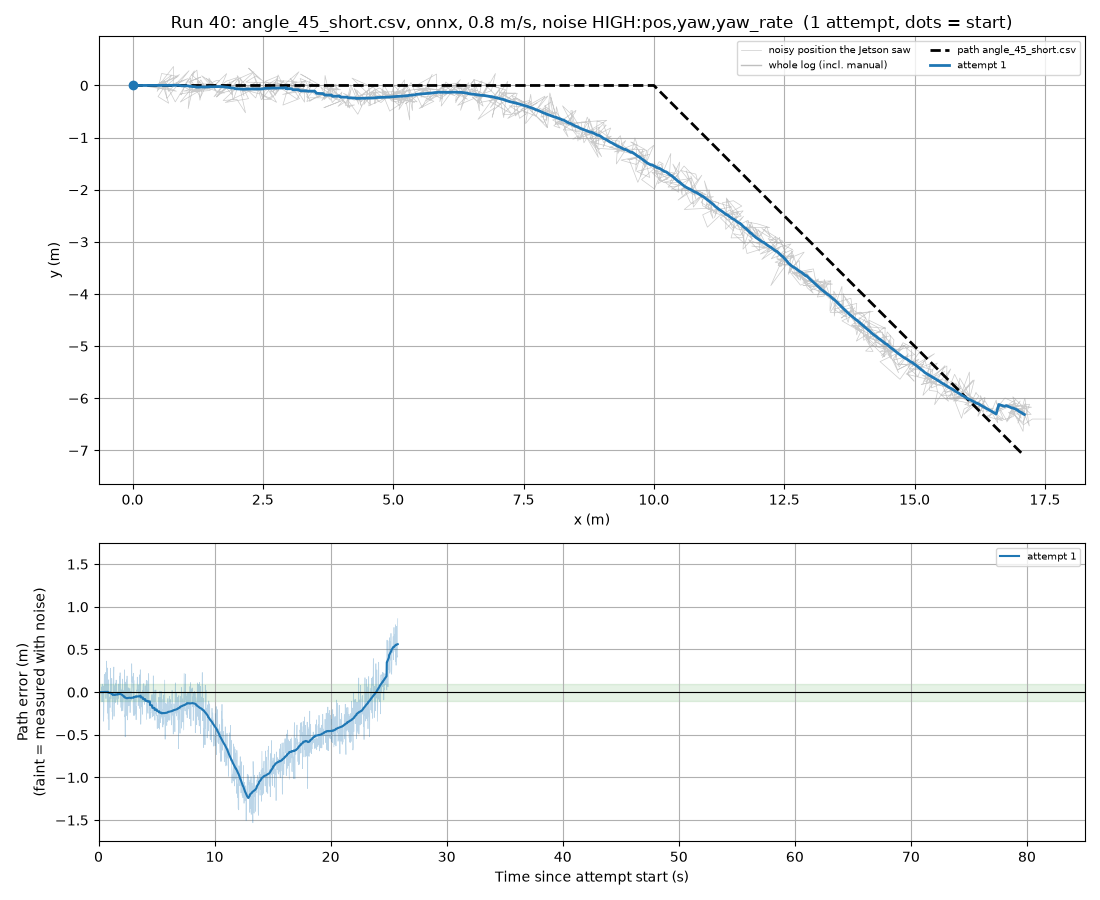 Run 40: angle_45_short.csv, onnx, 0.8 m/s, noise HIGH:pos,yaw,yaw_rate  (1 attempt, dots = start)
noisy position the Jetson saw
whole log (incl. manual)
path angle_45_short.csv
attempt 1
0
−1
−2
−3
−4
−5
−6
−7
y (m)
0.0
2.5
5.0
7.5
10.0
12.5
15.0
17.5
x (m)
attempt 1
1.5
1.0
0.5
0.0
−0.5
−1.0
−1.5
Path error (m)
(faint = measured with noise)
0
10
20
30
40
50
60
70
80
Time since attempt start (s)